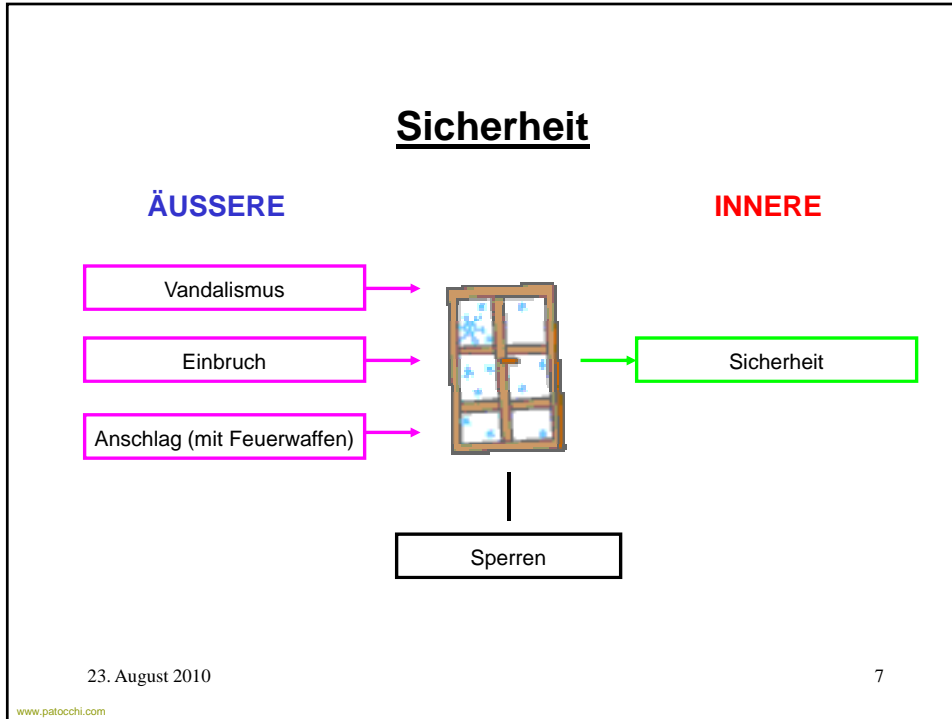 Sicherheit
ÄUSSERE
INNERE
Vandalismus
Einbruch
Sicherheit
Anschlag (mit Feuerwaffen)
Sperren
23. August 2010
7
www.patocchi.com